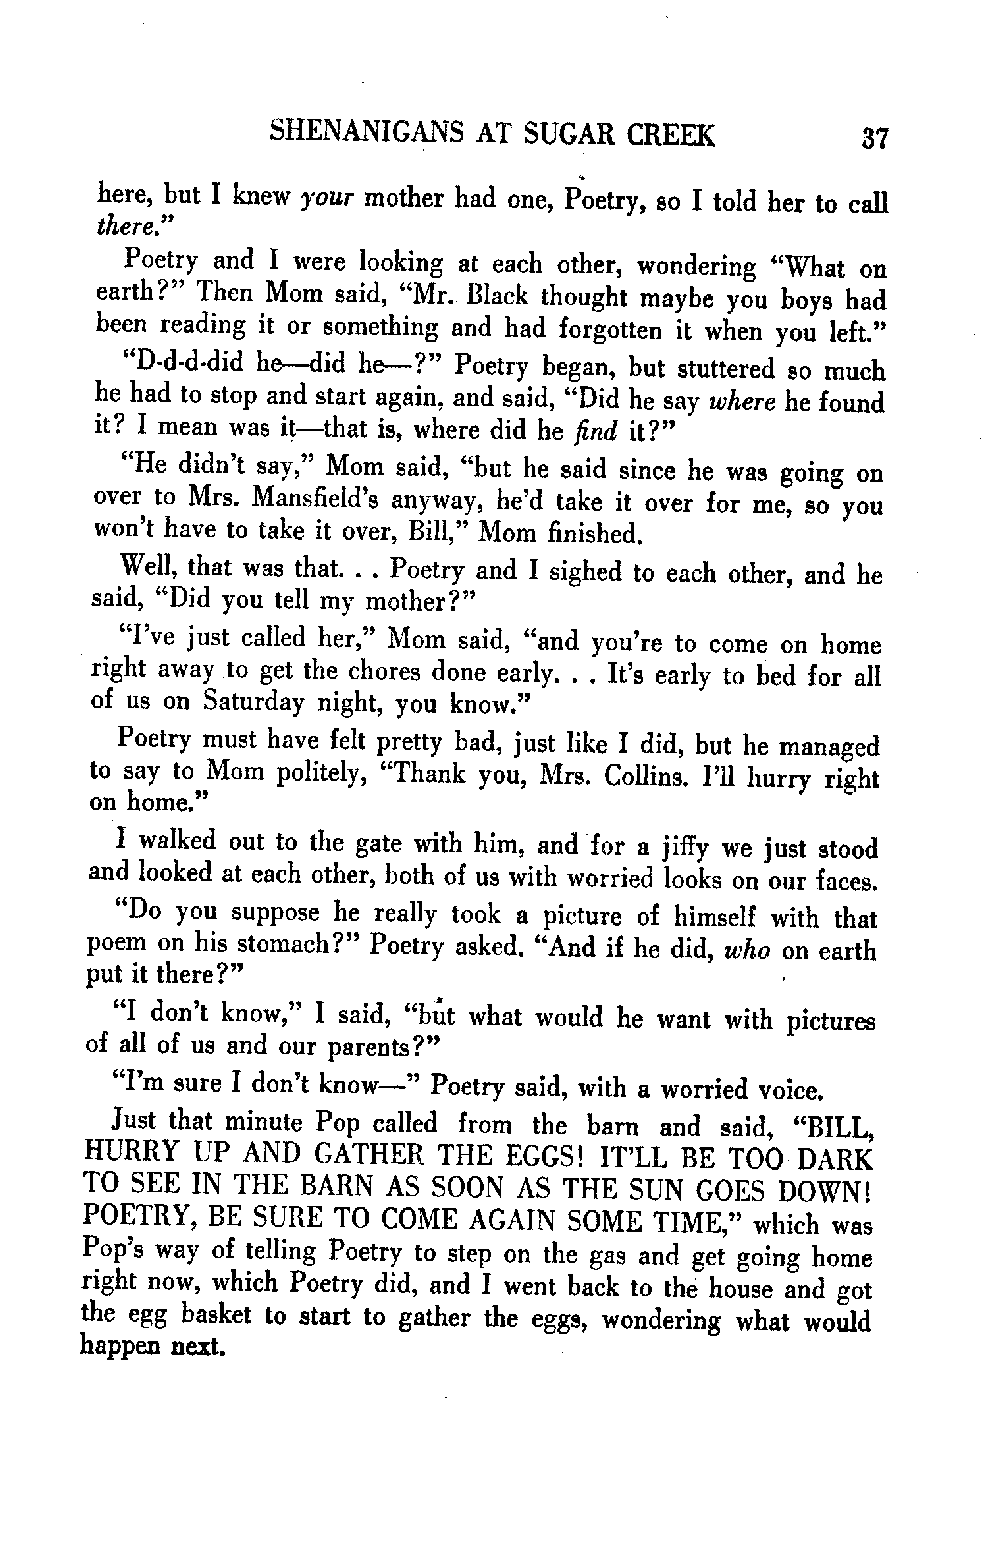 SHENANIGANS AT SUGAR CREEK 37
here, but I knew your mother had one, Poetry, so I told her to call
there.”
Poetry and I were looking at each other, wondering “What on
earth?” Then Mom said, “Mr. Black thought maybe you boys had
been reading it or something and had forgotten it when you left.”
“D-d-d-did he—did he—?” Poetry began, but stuttered so much
he had to stop and start again, and said, “Did he say where he found
it? I mean was it—that is, where did he find it?”
“He didn’t say,” Mom said, “but he said since he was going on
over to Mrs. Mansfield’s anyway, he’d take it over for me, so you
won’t have to take it over, Bill,” Mom finished.
Well, that was that. . . Poetry and I sighed to each other, and he
said, “Did you tell my mother?”
“I’ve just called her,” Mom said, “and you’re to come on home
right away to get the chores done early. . . It’s early to bed for all
of us on Saturday night, you know.”
Poetry must have felt pretty bad, just like I did, but he managed
to say to Mom politely, “Thank you, Mrs. Collins. I’ll hurry right
on home.”
I walked out to the gate with him, and for a jiffy we just stood
and looked at each other, both of us with worried looks on our faces.
“Do you suppose he really took a picture of himself with that
poem on his stomach?” Poetry asked. “And if he did, who on earth
put it there?”
“I don’t know,” I said, “but what would he want with pictures
of all of us and our parents?”
“I’m sure I don’t know—” Poetry said, with a worried voice.
Just that minute Pop called from the barn and said, “BILL,
HURRY UP AND GATHER THE EGGS! IT’LL BE TOO DARK
TO SEE IN THE BARN AS SOON AS THE SUN GOES DOWN!
POETRY, BE SURE TO COME AGAIN SOME TIME,” which was
Pop’s way of telling Poetry to step on the gas and get going home
right now, which Poetry did, and I went back to the house and got
the egg basket to start to gather the eggs, wondering what would
happen next.